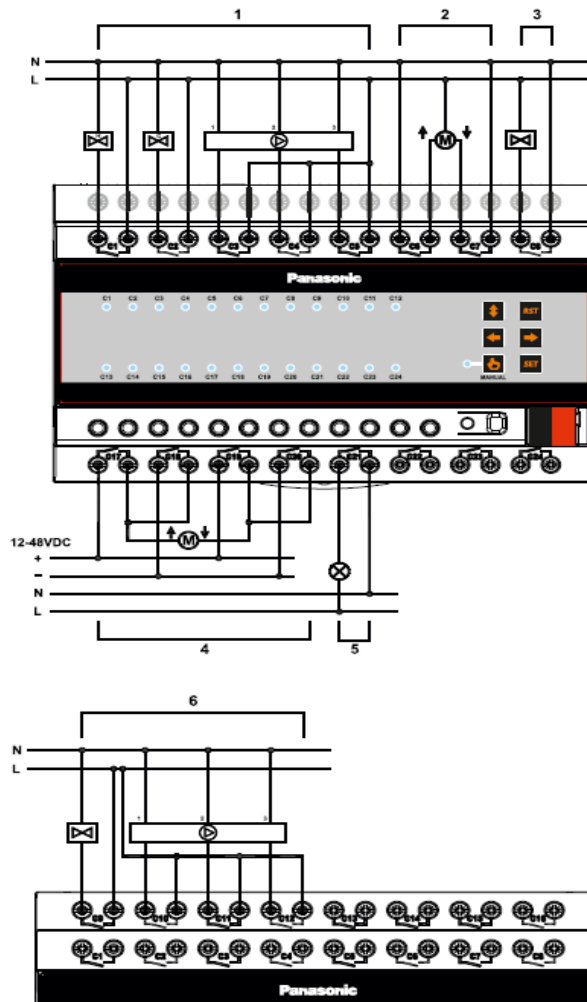 1 2 3
N
L
1 2 3
M
C1 C2 C3 C4 C5 C6 C7 C8
Panasonic
C1 C2 C3 C4 C5 C6 C7 C8 C9 C10 C11 C12
RST
C13 C14 C15 C16 C17 C18 C19 C20 C21 C22 C23 C24
MANUAL
SET
C17 C18 C19 C20 C21 C22 C23 C24
12-48VDC
M
+
−
N
L
4 5
6
N
L
1 2 3
C9 C10 C11 C12 C13 C14 C15 C16
C1 C2 C3 C4 C5 C6 C7 C8
Panasonic